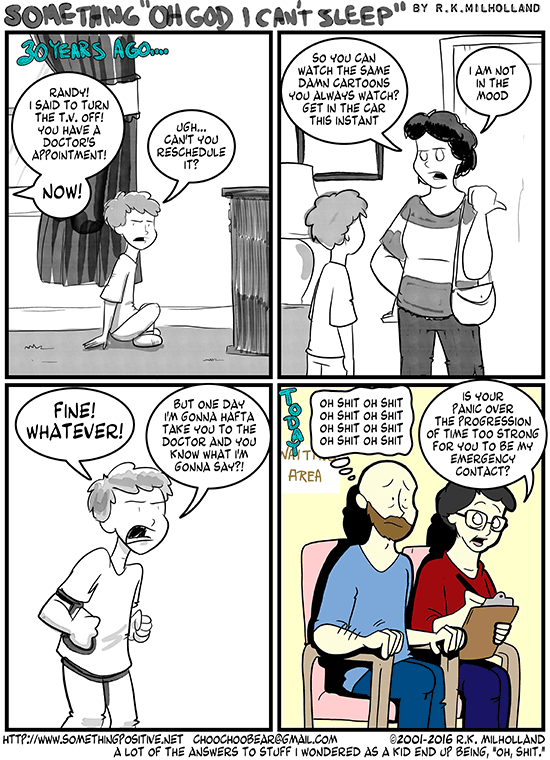 SOMETHING "OH GOD I CAN'T SLEEP" BY R.K.MILHOLLAND
30 YEARS AGO....
RANDY!
I SAID TO TURN
THE T.V. OFF!
YOU HAVE A
DOCTOR'S
APPOINTMENT!
NOW!
UGH...
CAN'T YOU
RESCHEDULE
IT?
SO YOU CAN
WATCH THE SAME
DAMN CARTOONS
YOU ALWAYS WATCH?
GET IN THE CAR
THIS INSTANT
I AM NOT
IN THE
MOOD
FINE!
WHATEVER!
BUT ONE DAY
I'M GONNA HAFTA
TAKE YOU TO THE
DOCTOR AND YOU
KNOW WHAT I'M
GONNA SAY?!
TODAY
OH SHIT OH SHIT
OH SHIT OH SHIT
OH SHIT OH SHIT
OH SHIT OH SHIT
WAITING
AREA
IS YOUR
PANIC OVER
THE PROGRESSION
OF TIME TOO STRONG
FOR YOU TO BE MY
EMERGENCY
CONTACT?
HTTP://WWW.SOMETHINGPOSITIVE.NET CHOOCHOOBEAR@GMAIL.COM ©2001-2016 R.K. MILHOLLAND
A LOT OF THE ANSWERS TO STUFF I WONDERED AS A KID END UP BEING, "OH, SHIT."